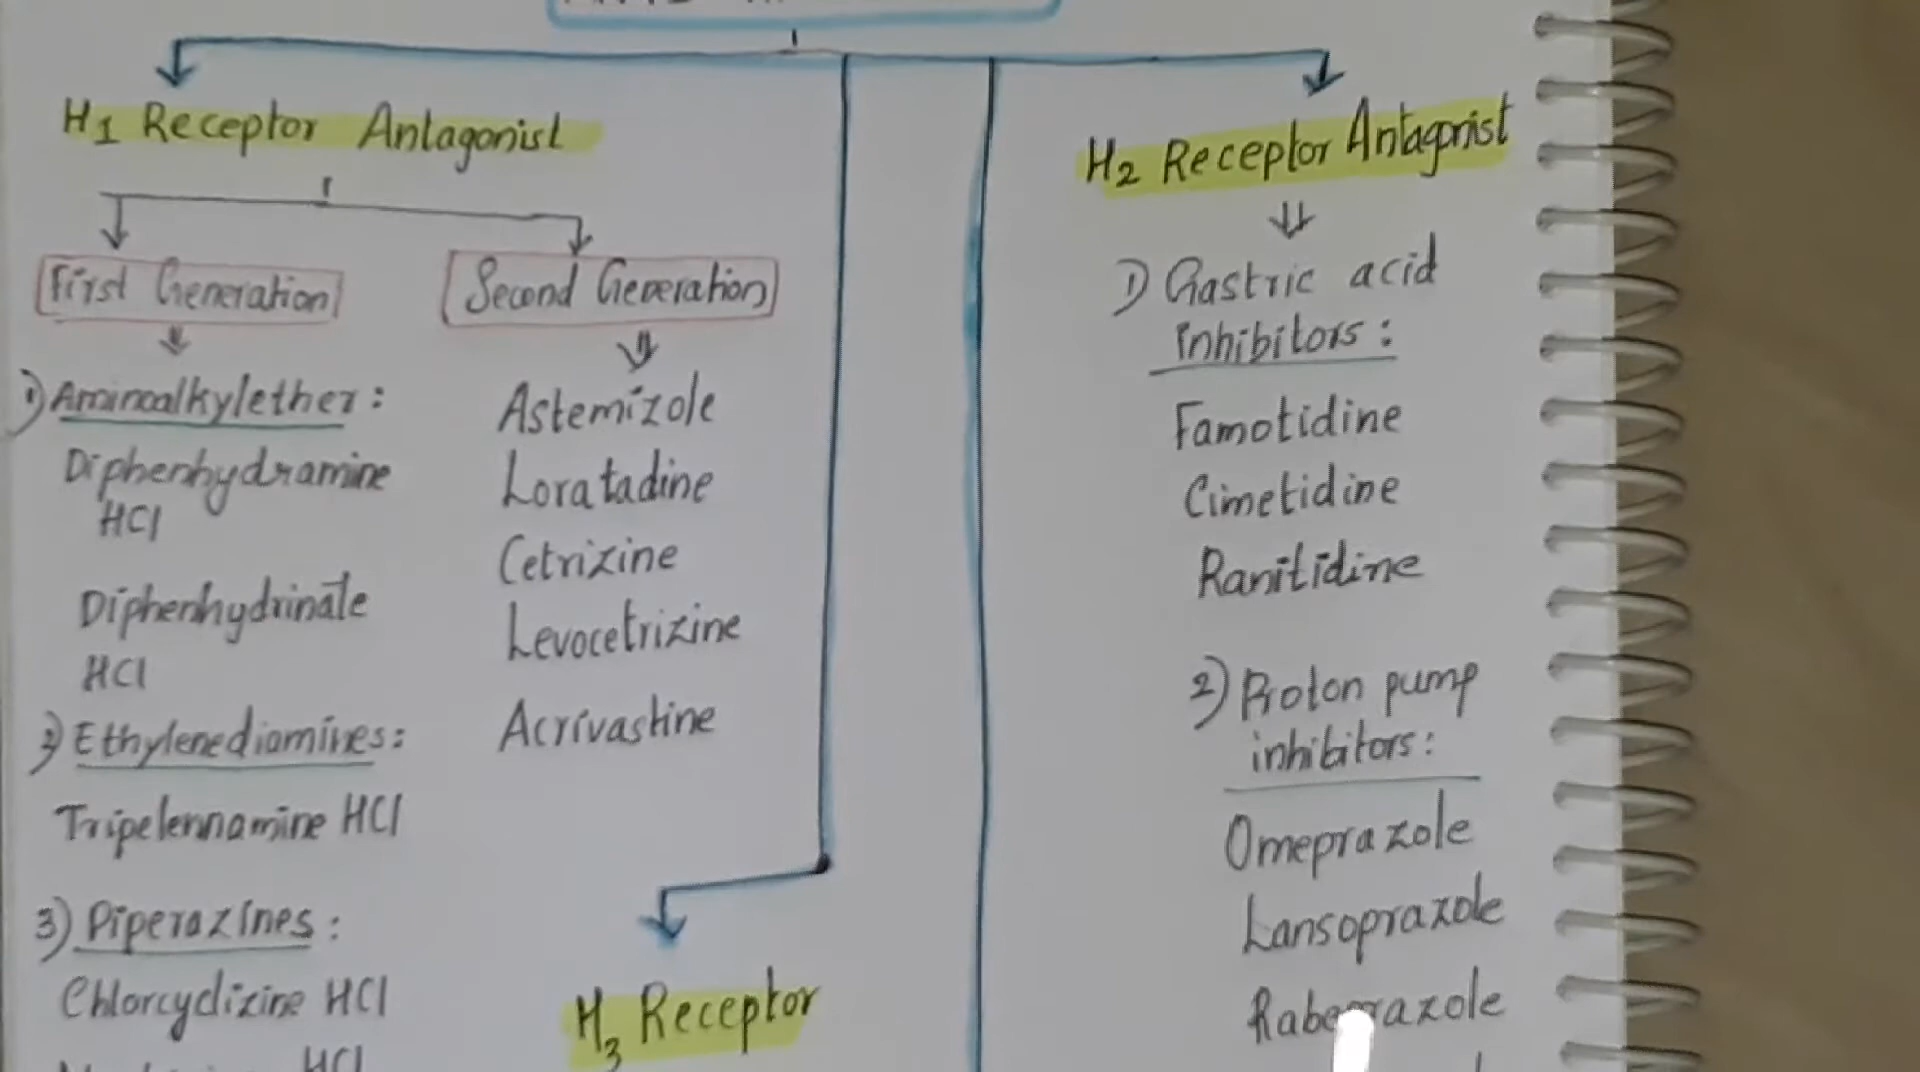 H1 Receptor Antagonist
First Generation
1) Aminoalkylether:
Diphenhydramine
HCl
Diphenhydrinate
HCl
2) Ethylenediamines:
Tripelennamine HCl
3) Piperazines:
Chlorcyclizine HCl
HCl
Second Generation
Astemizole
Loratadine
Cetrizine
Levocetrizine
Acrivastine
H3 Receptor
H2 Receptor Antagonist
1) Gastric acid
inhibitors:
Famotidine
Cimetidine
Ranitidine
2) Proton pump
inhibitors:
Omeprazole
Lansoprazole